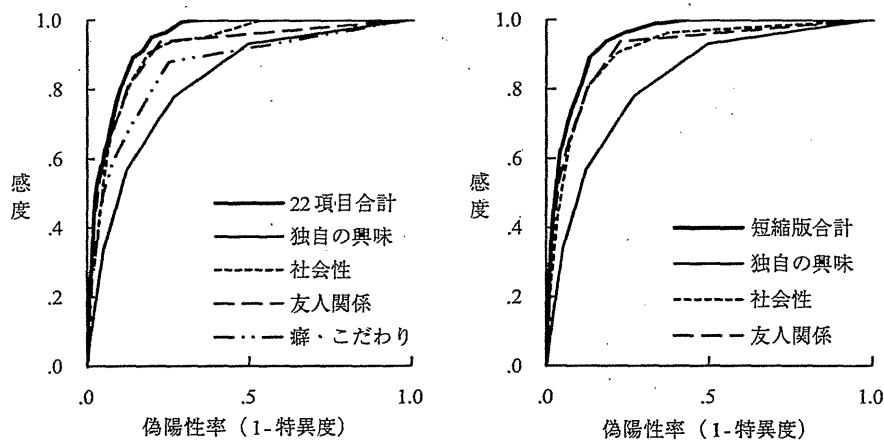 1.0
.8
.6
.4
.2
.0
感度
22項目合計
独自の興味
社会性
友人関係
癖・こだわり
.0
.5
1.0
偽陽性率（1-特異度）
1.0
.8
.6
.4
.2
.0
感度
短縮版合計
独自の興味
社会性
友人関係
.0
.5
1.0
偽陽性率（1-特異度）